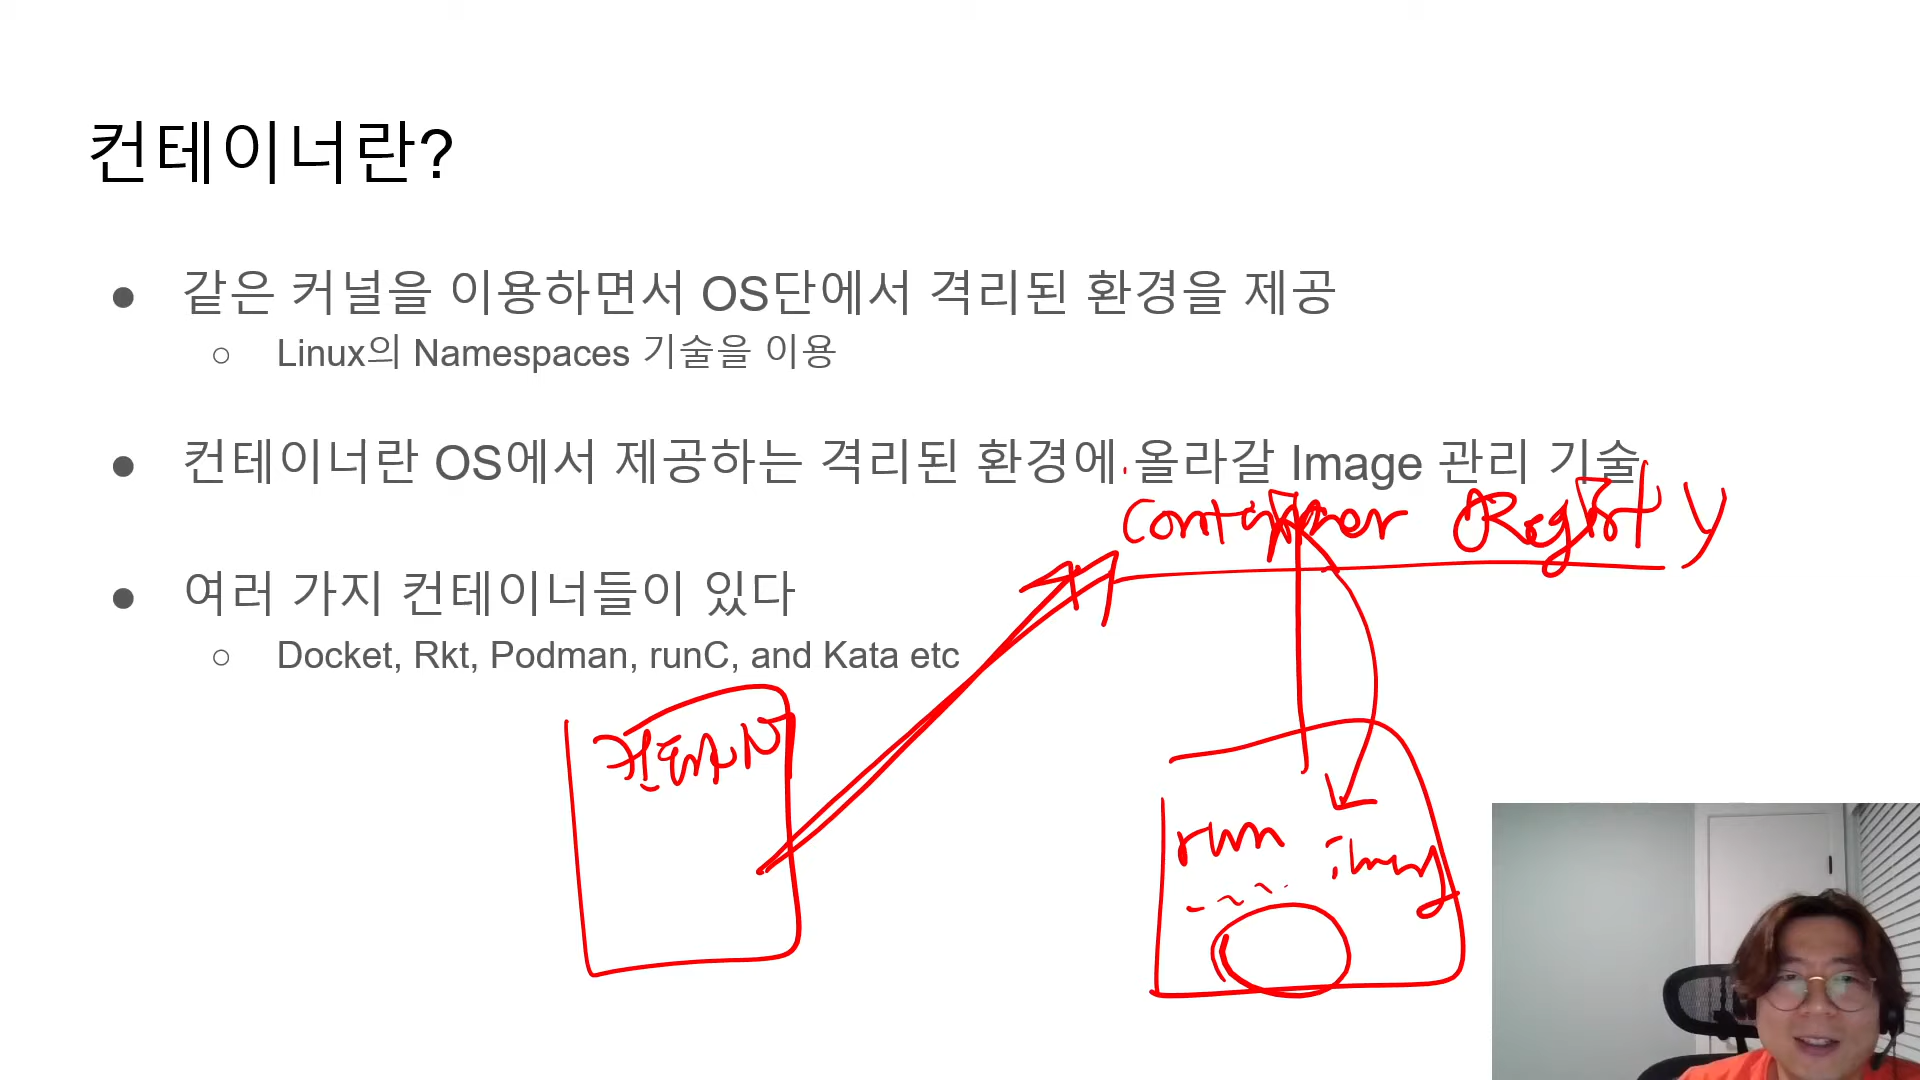 컨테이너란?
● 같은 커널을 이용하면서 OS단에서 격리된 환경을 제공
○ Linux의 Namespaces 기술을 이용
● 컨테이너란 OS에서 제공하는 격리된 환경에 올라갈 Image 관리 기술
Container Registry
● 여러 가지 컨테이너들이 있다
○ Docket, Rkt, Podman, runC, and Kata etc
run